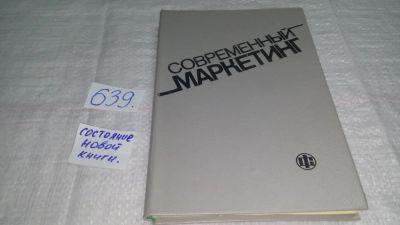 СОВРЕМЕННЫЙ
МАРКЕТИНГ
639.
СОСТОЯНИЕ
НОВОЙ
КНИГИ.